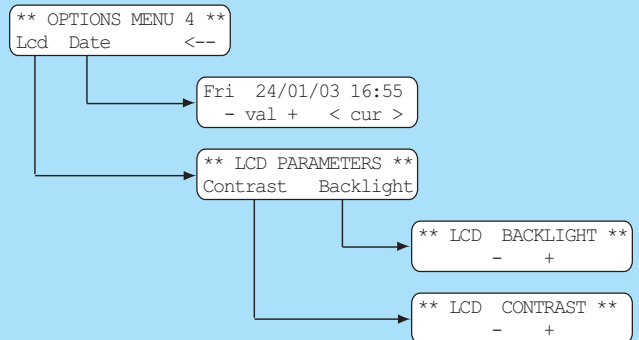 ** OPTIONS MENU 4 **
Lcd Date <--
Fri 24/01/03 16:55
- val + < cur >
** LCD PARAMETERS **
Contrast Backlight
** LCD BACKLIGHT **
- +
** LCD CONTRAST **
- +